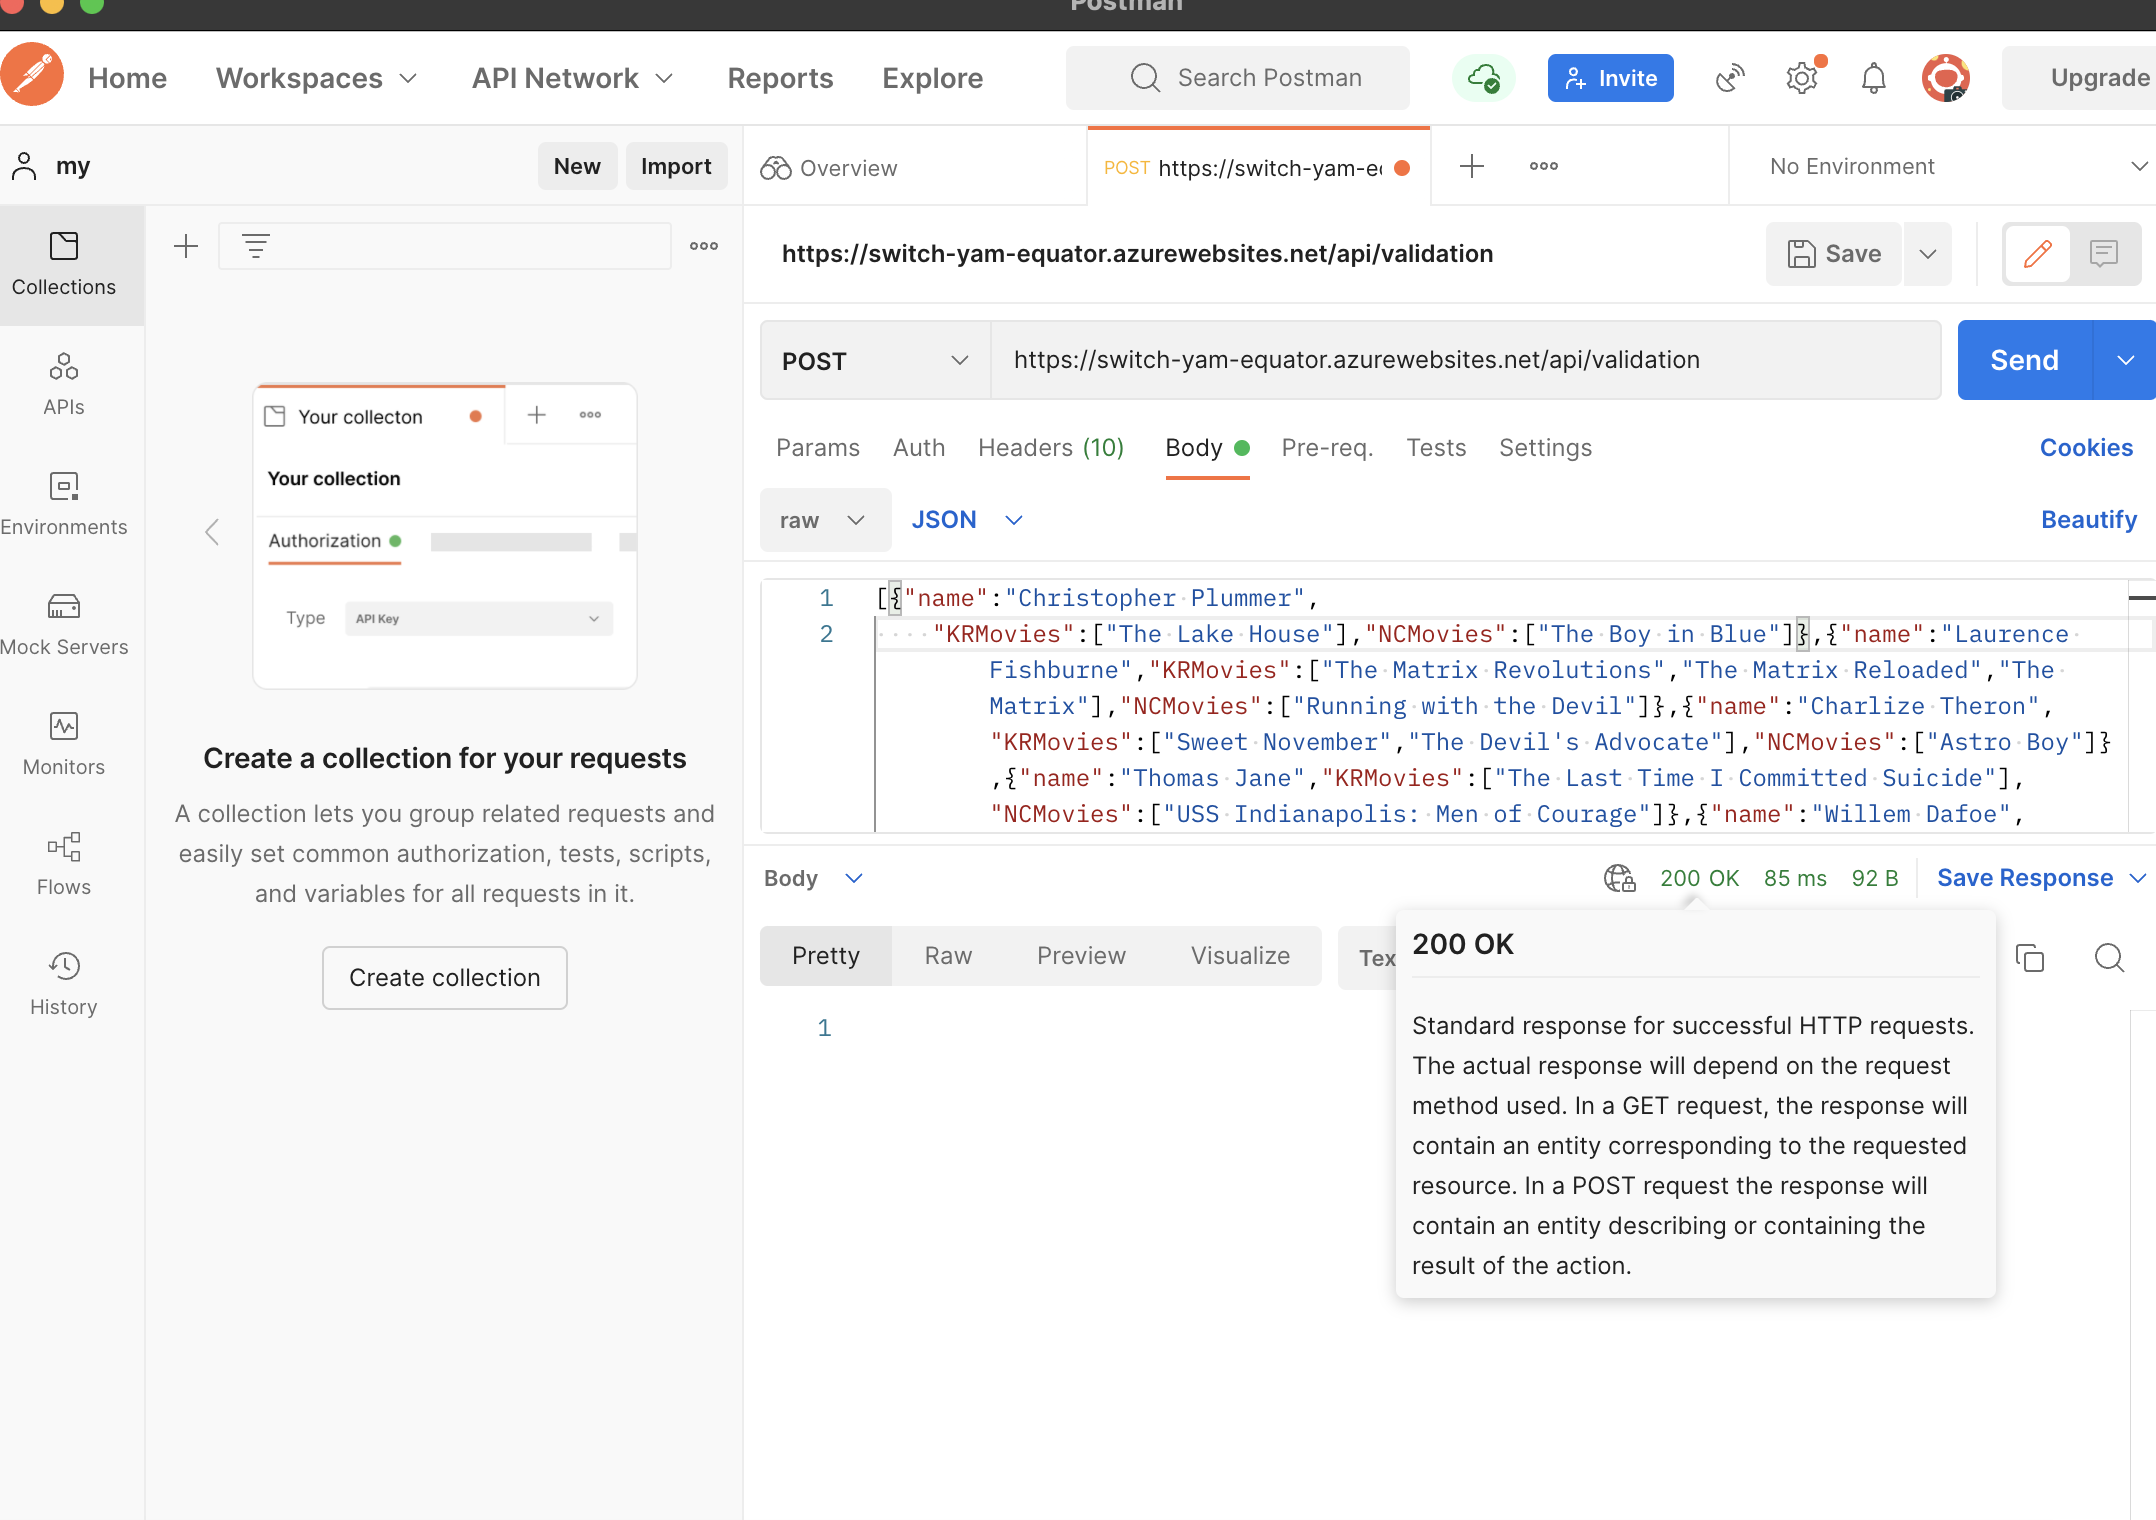 Postman
Home Workspaces API Network Reports Explore Search Postman Invite Upgrade
my New Import
Overview POST https://switch-yam-e No Environment
Collections
APIs
Environments
Mock Servers
Monitors
Flows
History
Your collecton
Your collection
Authorization
Type API Key
Create a collection for your requests
A collection lets you group related requests and
easily set common authorization, tests, scripts,
and variables for all requests in it.
Create collection
https://switch-yam-equator.azurewebsites.net/api/validation Save
POST https://switch-yam-equator.azurewebsites.net/api/validation Send
Params Auth Headers (10) Body Pre-req. Tests Settings Cookies
raw JSON Beautify
1 [{"name":"Christopher Plummer",
2 "KRMovies":["The Lake House"],"NCMovies":["The Boy in Blue"]},{"name":"Laurence
Fishburne","KRMovies":["The Matrix Revolutions","The Matrix Reloaded","The
Matrix"],"NCMovies":["Running with the Devil"]},{"name":"Charlize Theron",
"KRMovies":["Sweet November","The Devil's Advocate"],"NCMovies":["Astro Boy"]}
,{"name":"Thomas Jane","KRMovies":["The Last Time I Committed Suicide"],
"NCMovies":["USS Indianapolis: Men of Courage"]},{"name":"Willem Dafoe",
Body 200 OK 85 ms 92 B Save Response
Pretty Raw Preview Visualize Tex
1
200 OK
Standard response for successful HTTP requests.
The actual response will depend on the request
method used. In a GET request, the response will
contain an entity corresponding to the requested
resource. In a POST request the response will
contain an entity describing or containing the
result of the action.